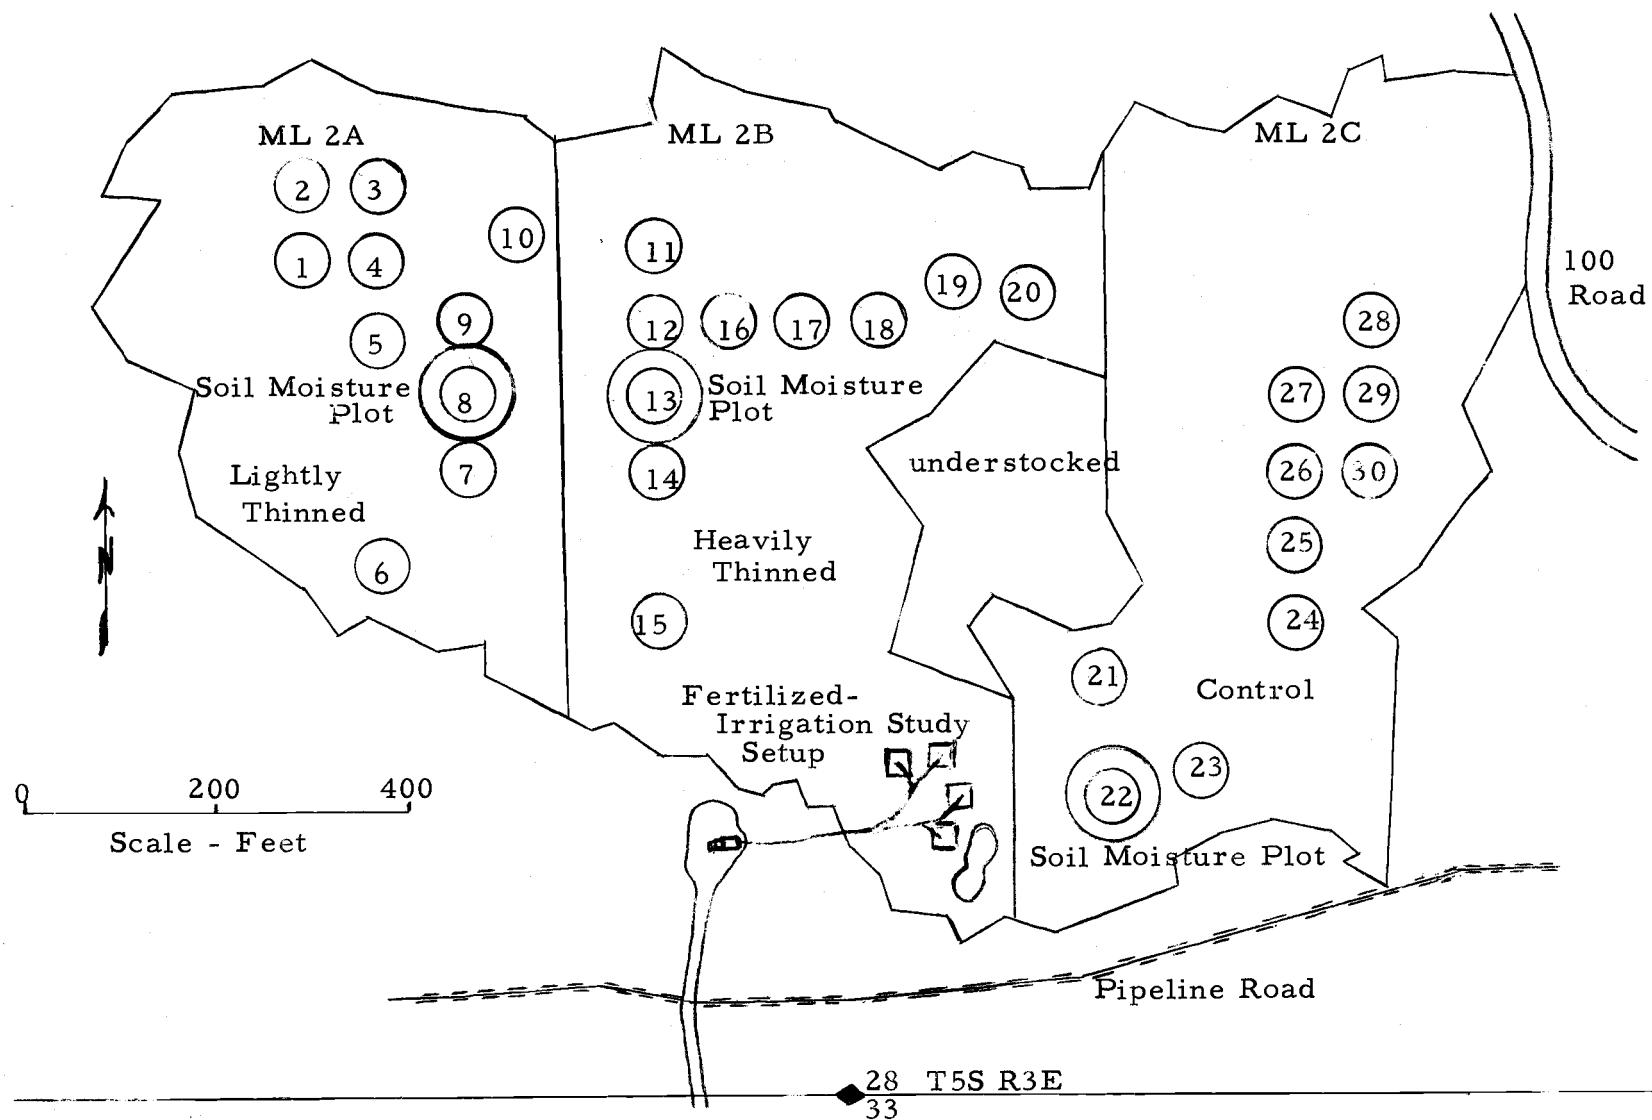 ML 2A
ML 2B
ML 2C
2 3
1 4
10
11
19 20
100
Road
9
5
12 16 17 18
28
Soil Moisture
Plot
8
13
Soil Moisture
Plot
27 29
Lightly
Thinned
7
14
understocked
26 30
N
6
Heavily
Thinned
25
15
24
21
Control
Fertilized-
Irrigation Study
Setup
23
22
0 200 400
Scale - Feet
Soil Moisture Plot
Pipeline Road
28 T5S R3E
33